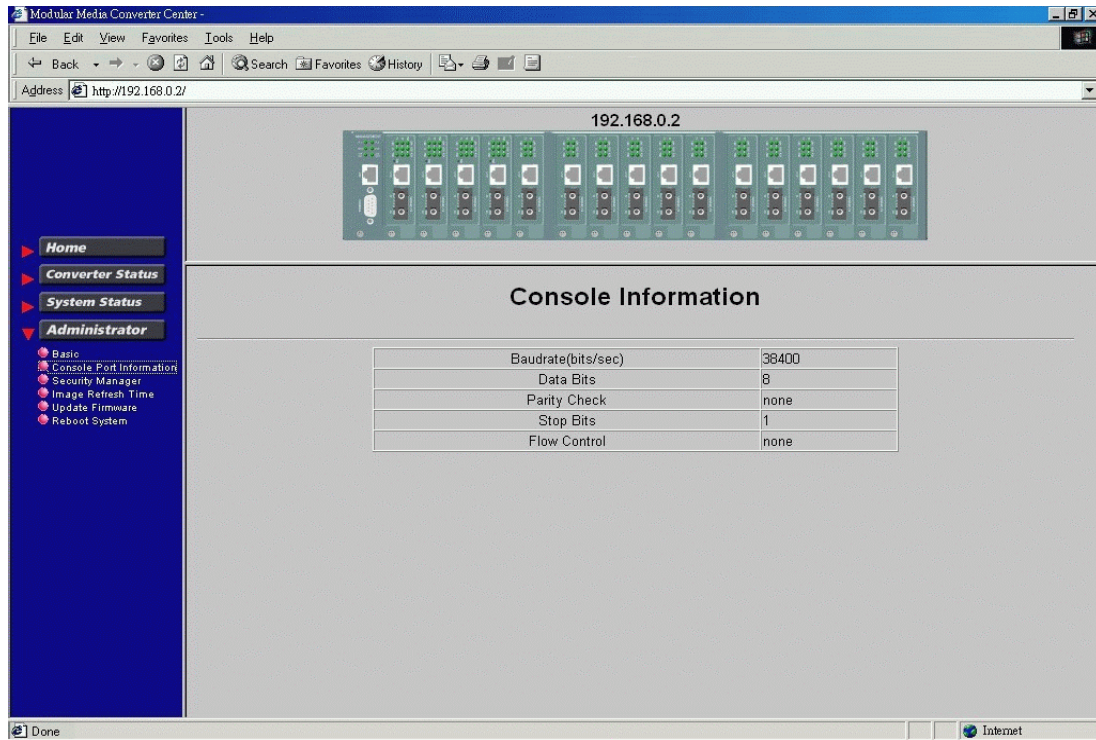 Modular Media Converter Center -
File Edit View Favorites Tools Help
Back Search Favorites History
Address http://192.168.0.2/
192.168.0.2
Home
Converter Status
System Status
Administrator
Basic
Console Port Information
Security Manager
Image Refresh Time
Update Firmware
Reboot System
Console Information
Baudrate(bits/sec) 38400
Data Bits 8
Parity Check none
Stop Bits 1
Flow Control none
Done Internet